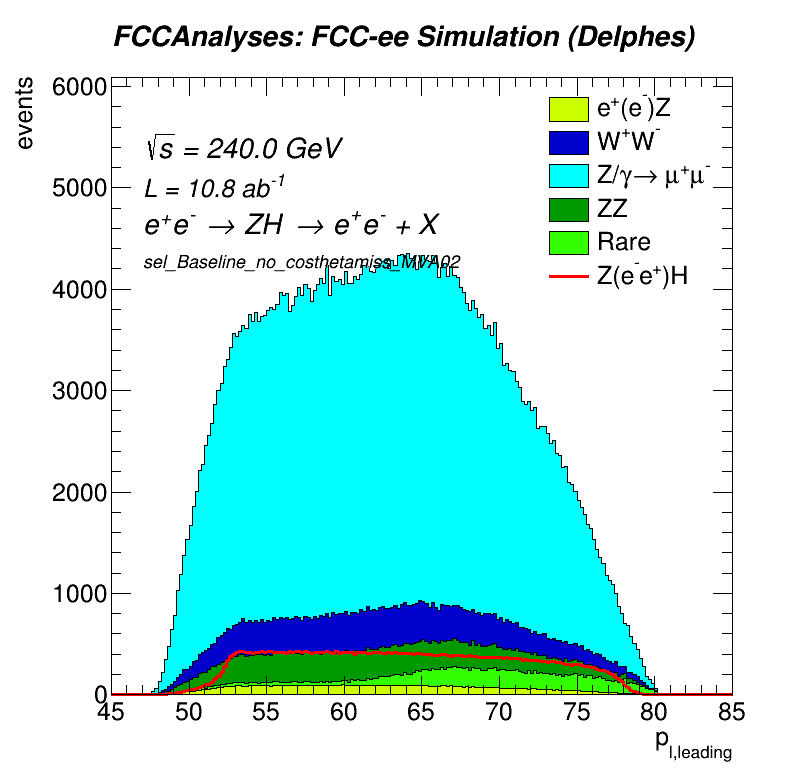 FCCAnalyses: FCC-ee Simulation (Delphes)
events
6000
5000
4000
3000
2000
1000
0
√s = 240.0 GeV
L = 10.8 ab⁻¹
e⁺e⁻ → ZH → e⁺e⁻ + X
sel_Baseline_no_costhetamiss_MVA02
e⁺(e⁻)Z
W⁺W⁻
Z/γ→ μ⁺μ⁻
ZZ
Rare
Z(e⁻e⁺)H
45 50 55 60 65 70 75 80 85
p_l,leading